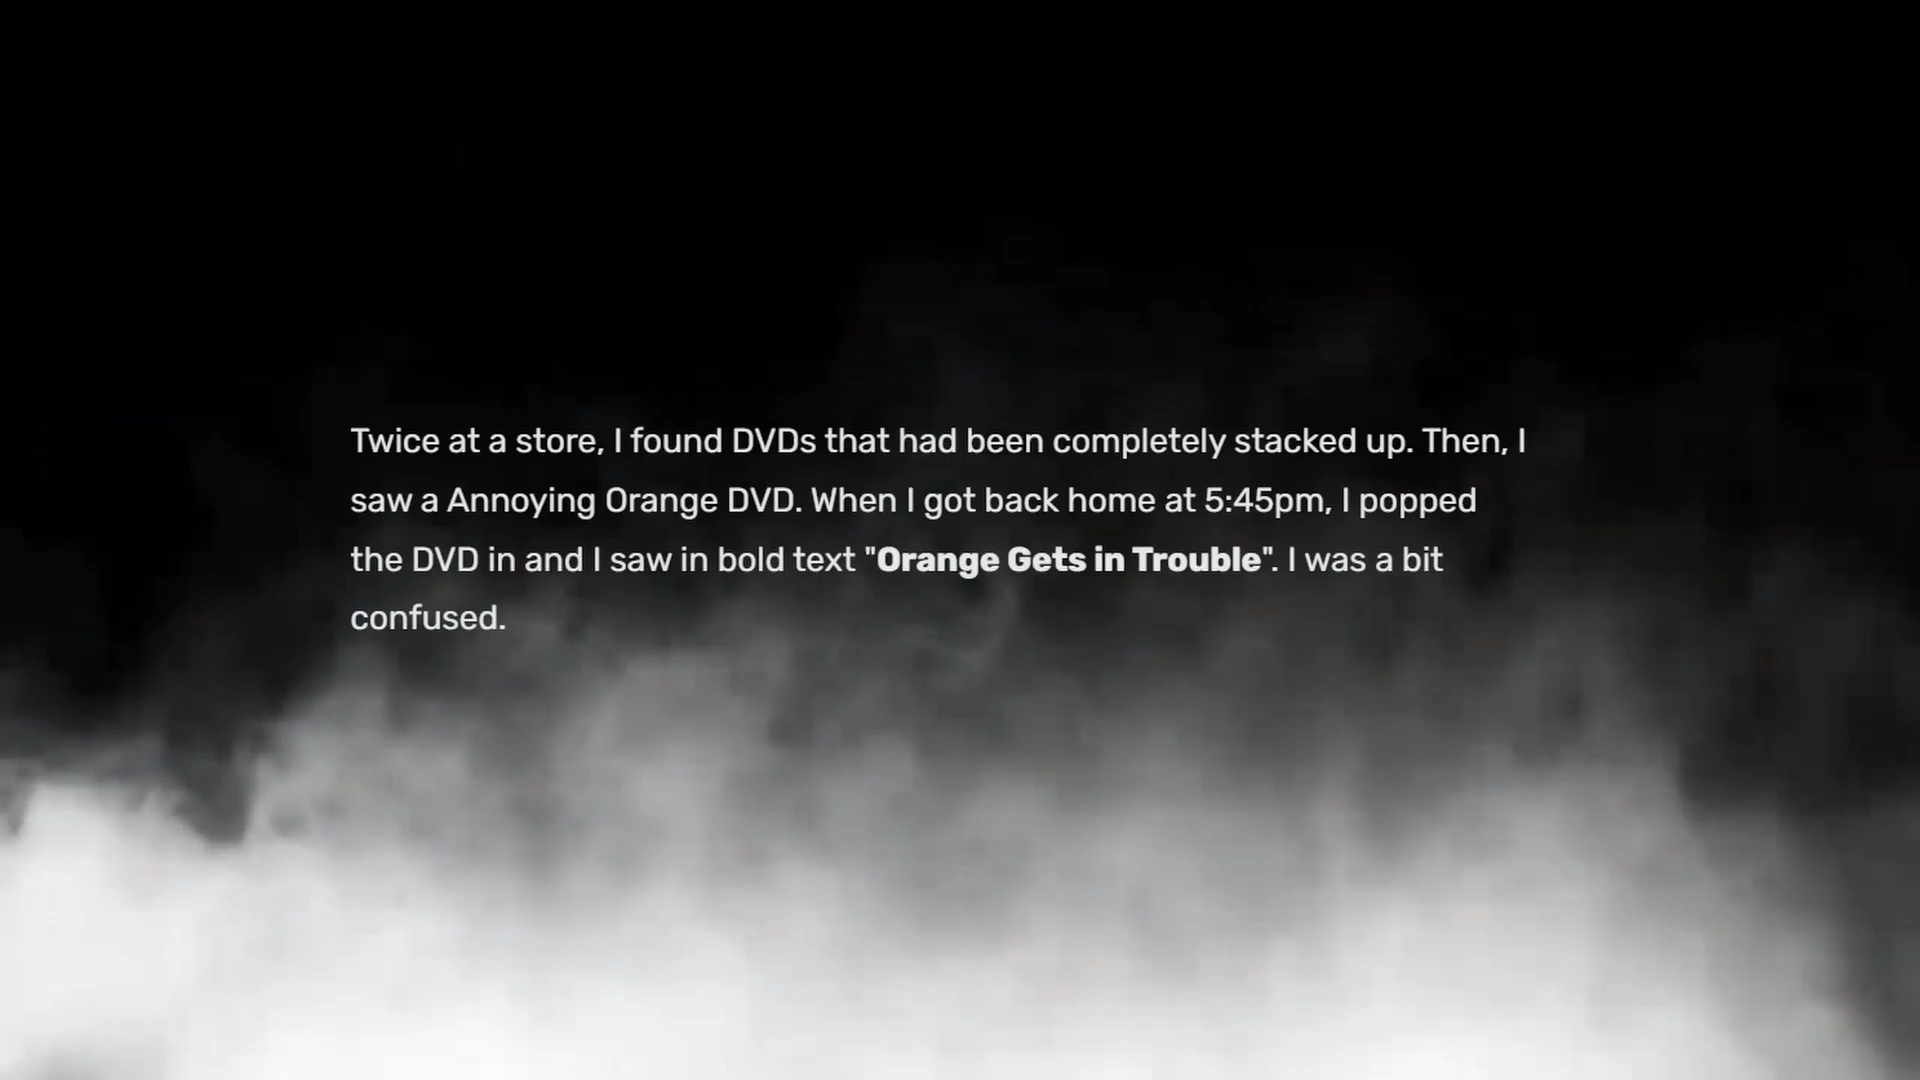 Twice at a store, I found DVDs that had been completely stacked up. Then, I
saw a Annoying Orange DVD. When I got back home at 5:45pm, I popped
the DVD in and I saw in bold text "Orange Gets in Trouble". I was a bit
confused.